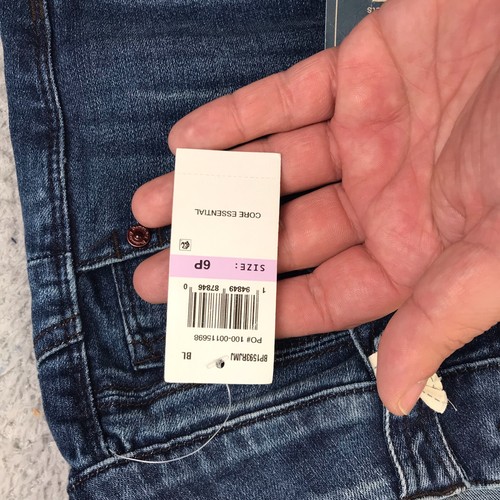 BP1593RJMJ BL
PO# 100-00115698
1 94849 87846 0
SIZE: 6P
CORE ESSENTIAL